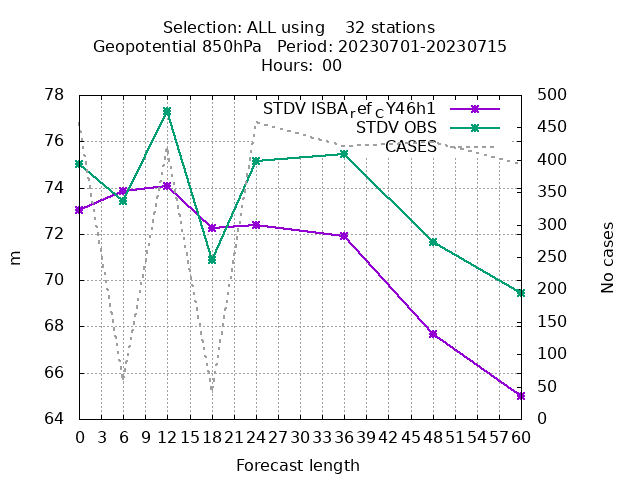 Selection: ALL using 32 stations
Geopotential 850hPa Period: 20230701-20230715
Hours: 00
STDV ISBAref CY46h1
STDV OBS
CASES
78
76
74
72
70
68
66
64
m
500
450
400
350
300
250
200
150
100
50
0
No cases
0 3 6 9 12 15 18 21 24 27 30 33 36 39 42 45 48 51 54 57 60
Forecast length